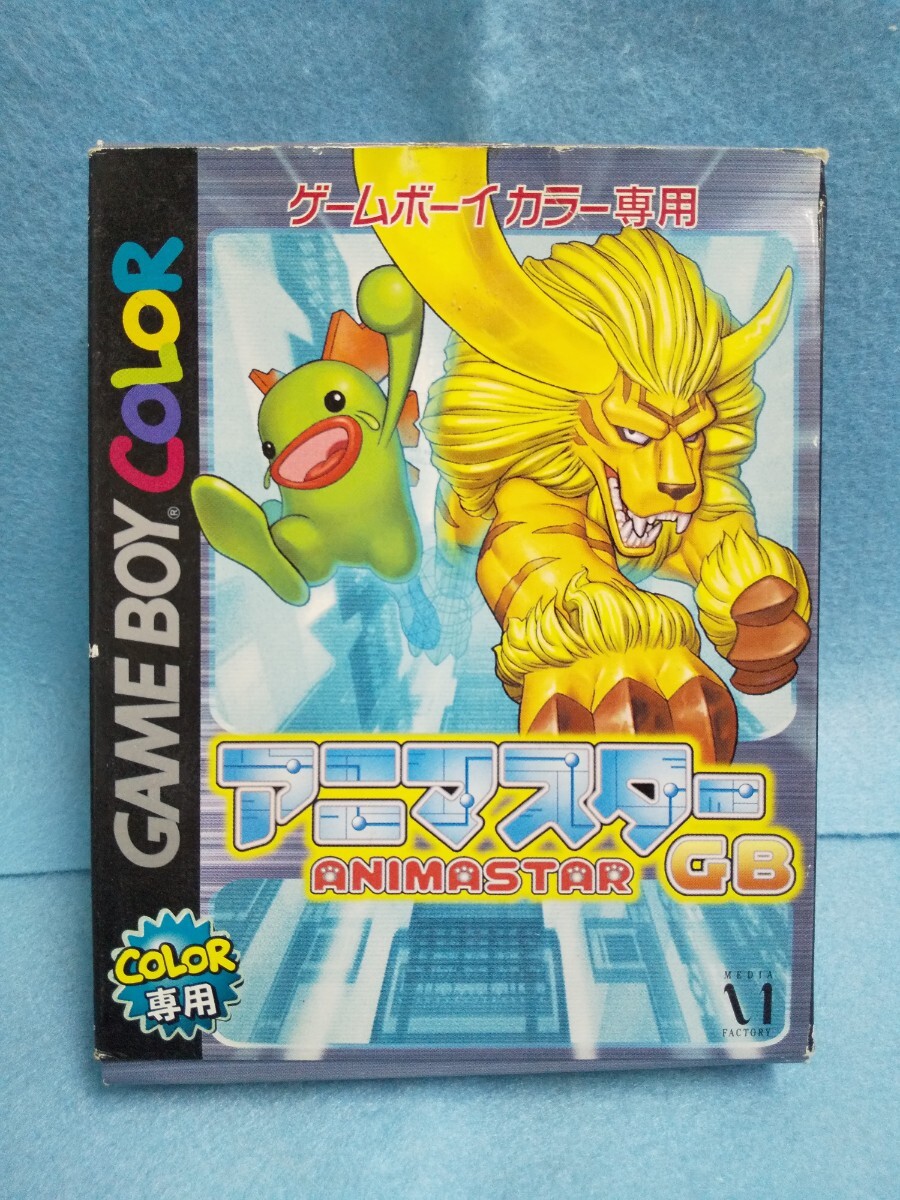 ゲームボーイカラー専用
GAME BOY COLOR
®
アニマスター
GB
ANIMASTAR
COLOR
専用
MEDIA
FACTORY